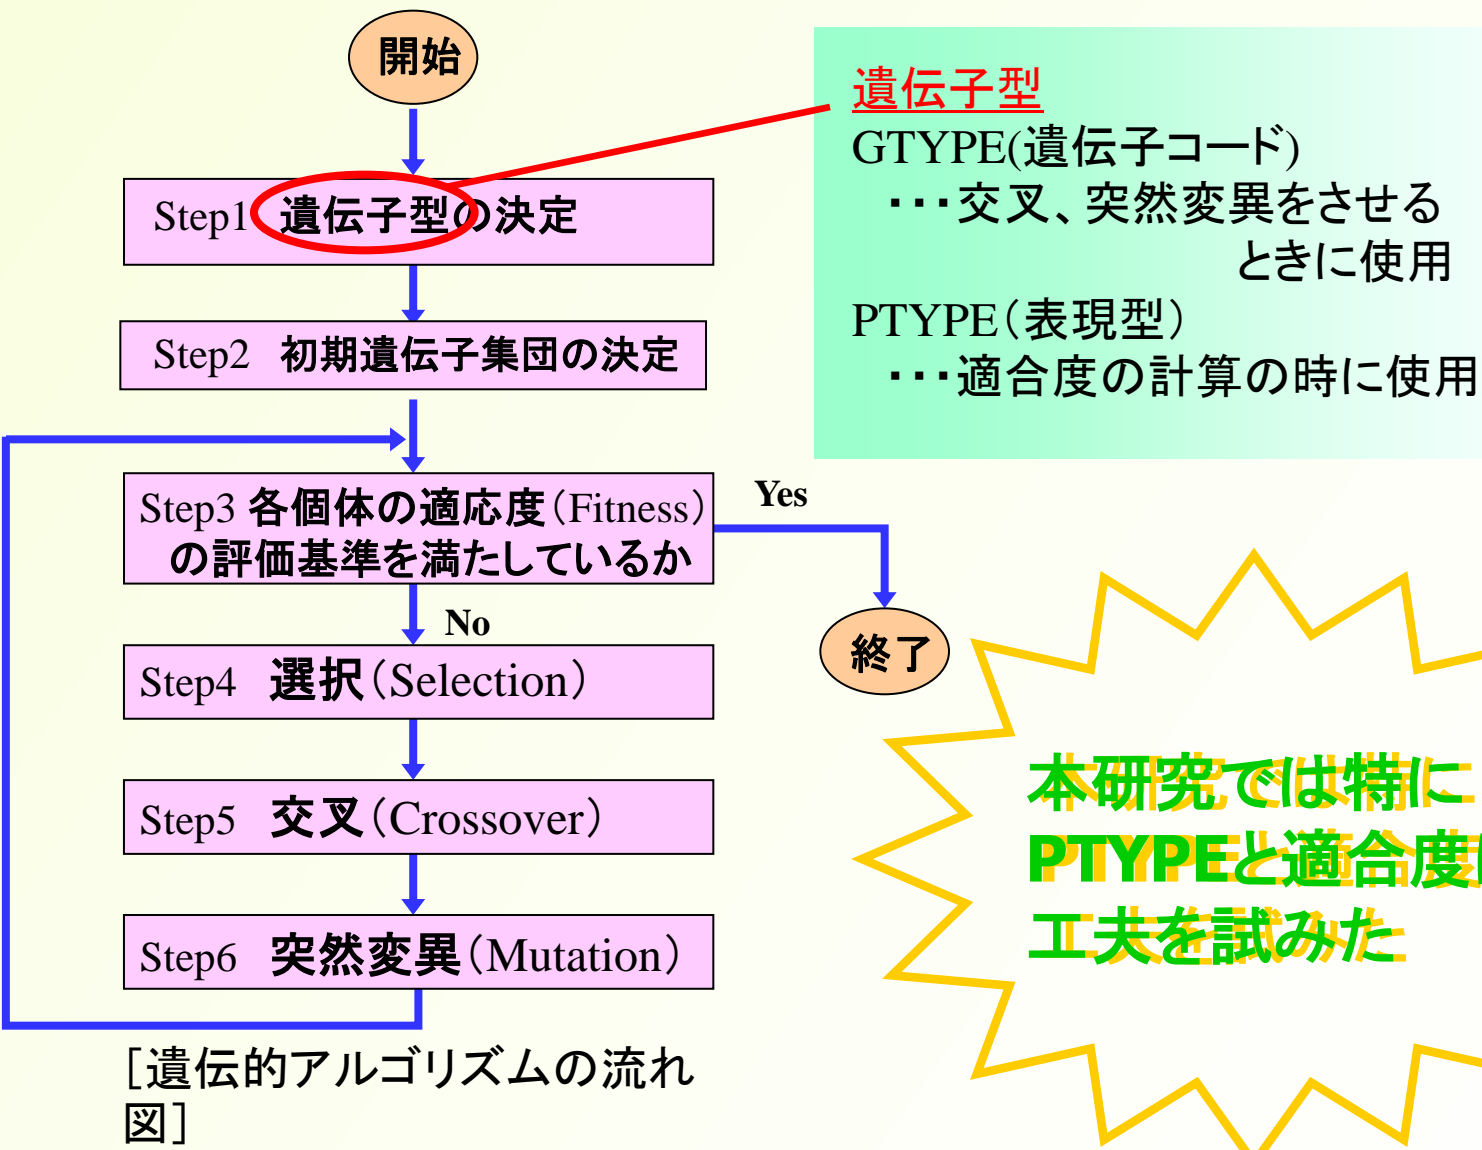 開始
Step1 遺伝子型の決定
Step2 初期遺伝子集団の決定
Step3 各個体の適応度（Fitness）
の評価基準を満たしているか
Yes
No
終了
Step4 選択（Selection）
Step5 交叉（Crossover）
Step6 突然変異（Mutation）
［遺伝的アルゴリズムの流れ
図］
遺伝子型
GTYPE(遺伝子コード)
・・・交叉、突然変異をさせる
ときに使用
PTYPE（表現型）
・・・適合度の計算の時に使用
本研究では特に
PTYPEと適合度に
工夫を試みた